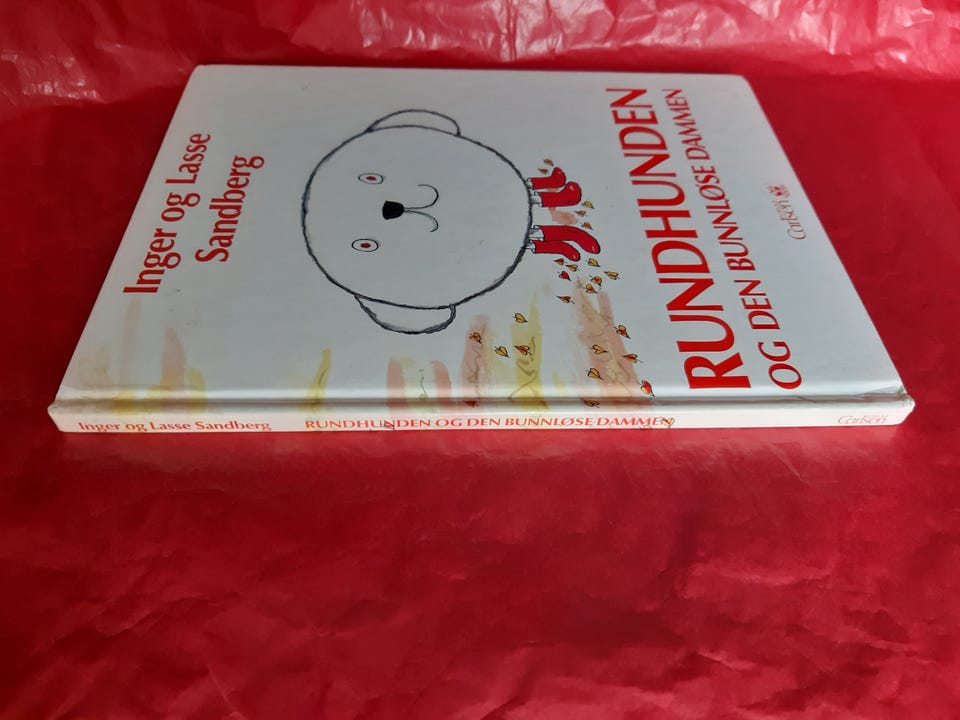 Inger og Lasse
Sandberg
RUNDHUNDEN
OG DEN BUNNLØSE DAMMEN
Carlsen
Inger og Lasse Sandberg RUNDHUNDEN OG DEN BUNNLØSE DAMMEN Carlsen